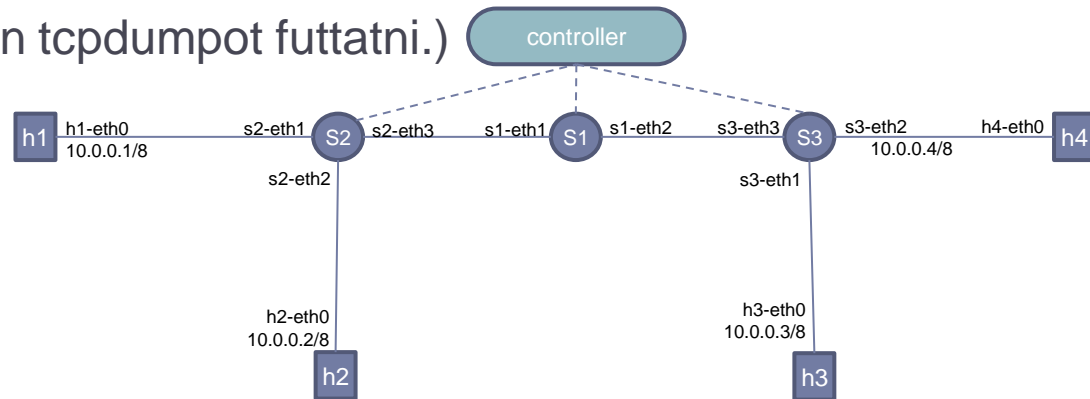 n tcpdumpot futtatni.)
controller
h1
h1-eth0
10.0.0.1/8
s2-eth1
S2
s2-eth3
s1-eth1
S1
s1-eth2
s3-eth3
S3
s3-eth2
10.0.0.4/8
h4-eth0
h4
s2-eth2
s3-eth1
h2-eth0
10.0.0.2/8
h2
h3-eth0
10.0.0.3/8
h3